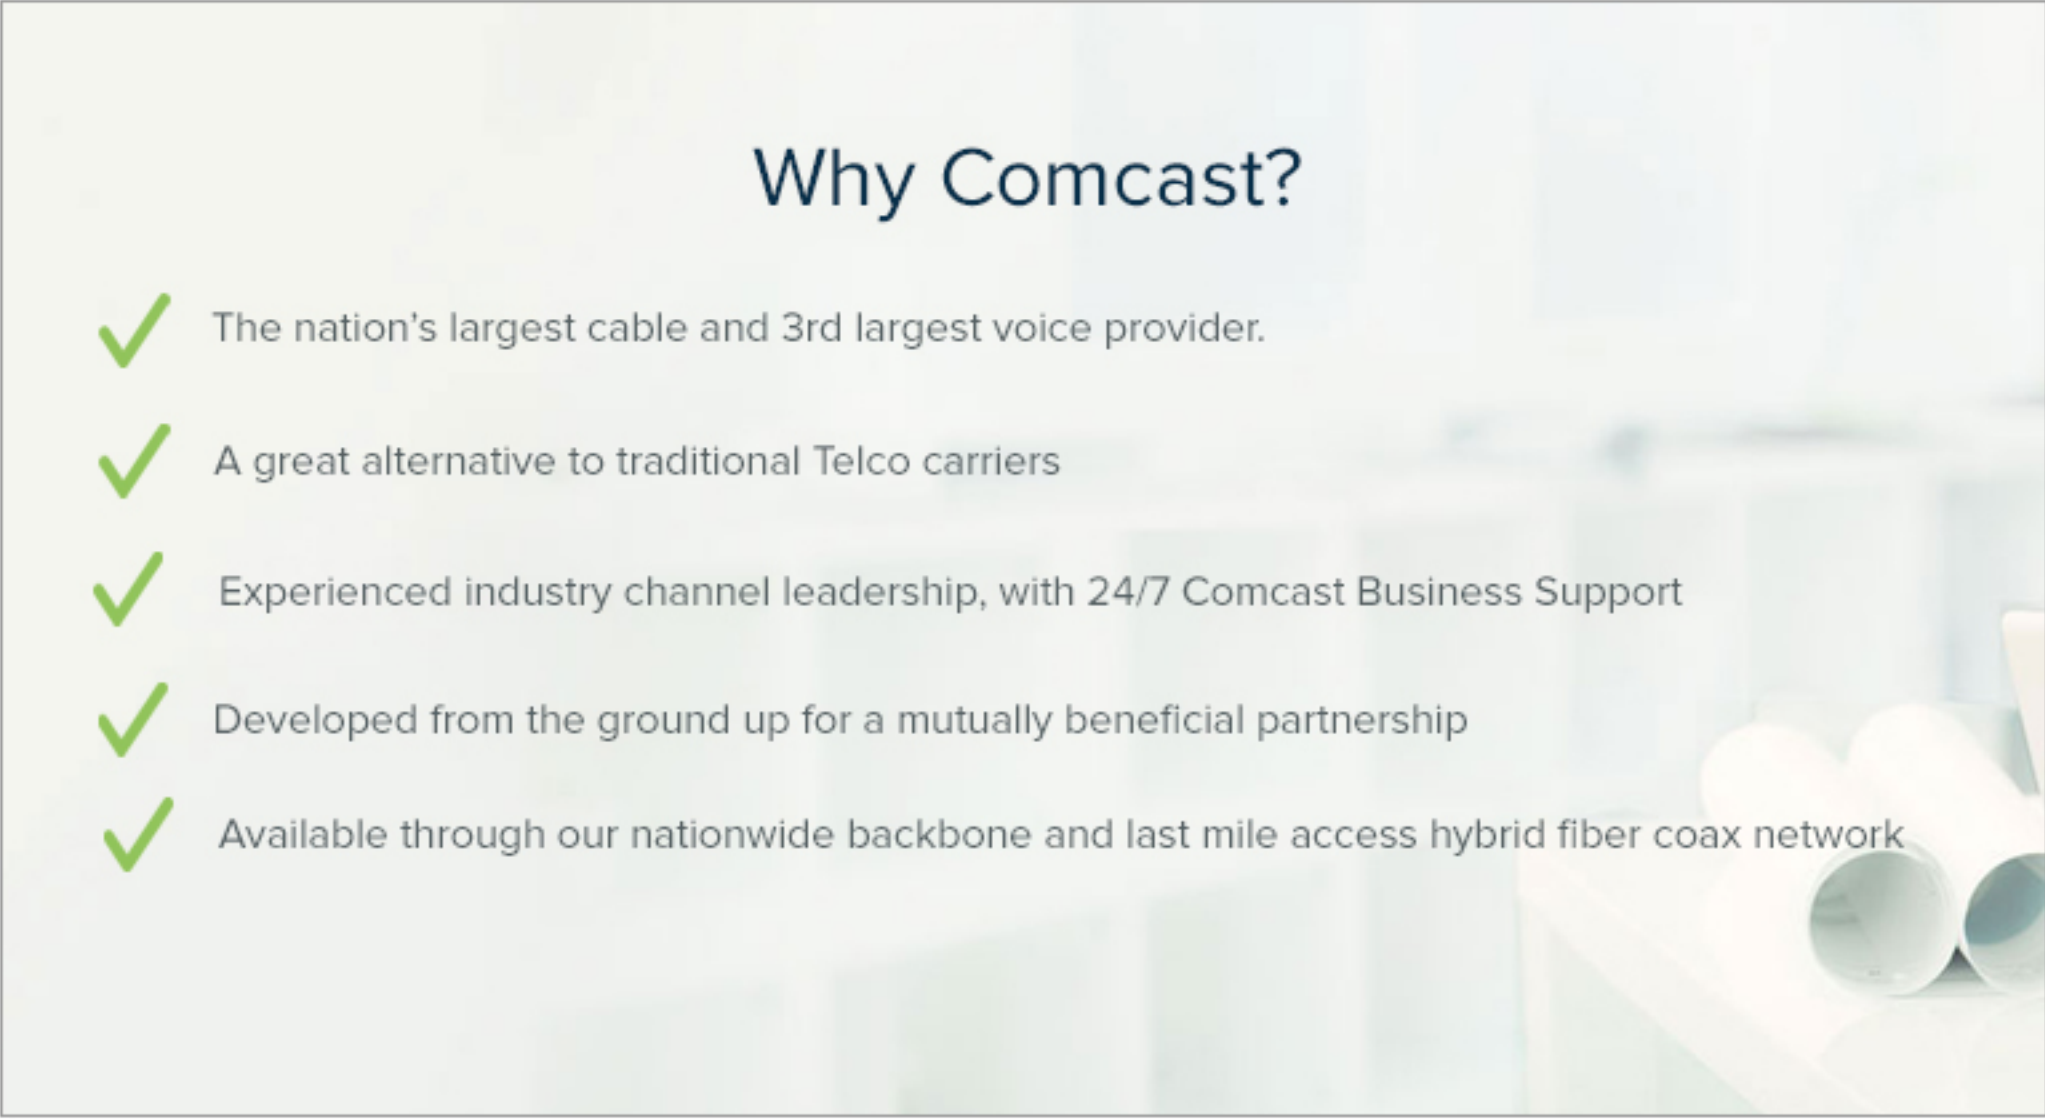 Why Comcast?
The nation's largest cable and 3rd largest voice provider.
A great alternative to traditional Telco carriers
Experienced industry channel leadership, with 24/7 Comcast Business Support
Developed from the ground up for a mutually beneficial partnership
Available through our nationwide backbone and last mile access hybrid fiber coax network